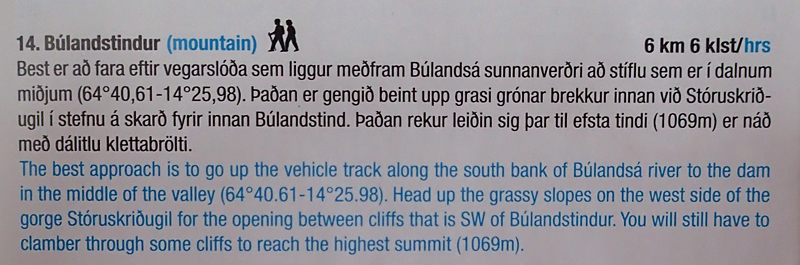 14. Búlandstindur (mountain) 6 km 6 klst/hrs
Best er að fara eftir vegarslóða sem liggur meðfram Búlandsá sunnanverðri að stíflu sem er í dalnum
miðjum (64°40,61-14°25,98). Þaðan er gengið beint upp grasi grónar brekkur innan við Stóruskrið-
ugil í stefnu á skarð fyrir innan Búlandstind. Þaðan rekur leiðin sig þar til efsta tindi (1069m) er náð
með dálitlu klettabrölti.
The best approach is to go up the vehicle track along the south bank of Búlandsá river to the dam
in the middle of the valley (64°40.61-14°25.98). Head up the grassy slopes on the west side of the
gorge Stóruskriðugil for the opening between cliffs that is SW of Búlandstindur. You will still have to
clamber through some cliffs to reach the highest summit (1069m).